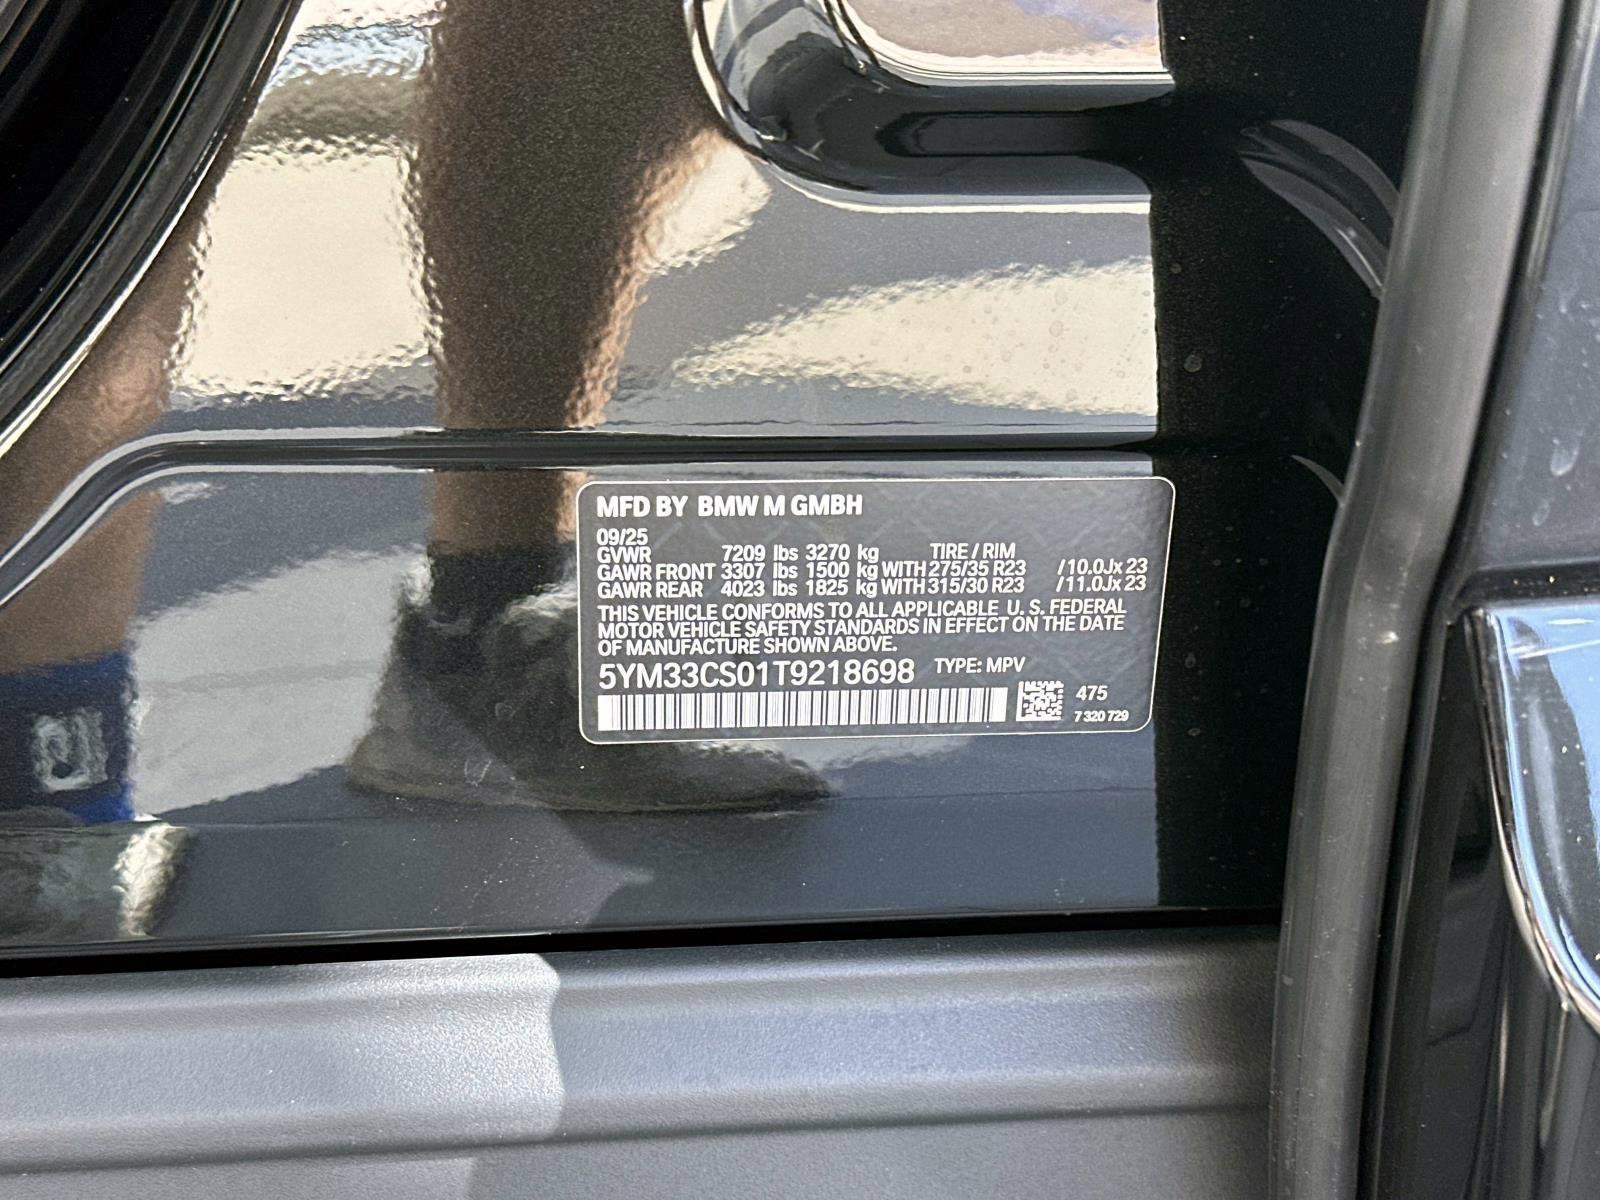 MFD BY BMW M GMBH
09/25
GVWR 7209 lbs 3270 kg TIRE / RIM
GAWR FRONT 3307 lbs 1500 kg WITH 275/35 R23 /10.0Jx 23
GAWR REAR 4023 lbs 1825 kg WITH 315/30 R23 /11.0Jx 23
THIS VEHICLE CONFORMS TO ALL APPLICABLE U. S. FEDERAL
MOTOR VEHICLE SAFETY STANDARDS IN EFFECT ON THE DATE
OF MANUFACTURE SHOWN ABOVE.
5YM33CS01T9218698 TYPE: MPV
475
7 320 729